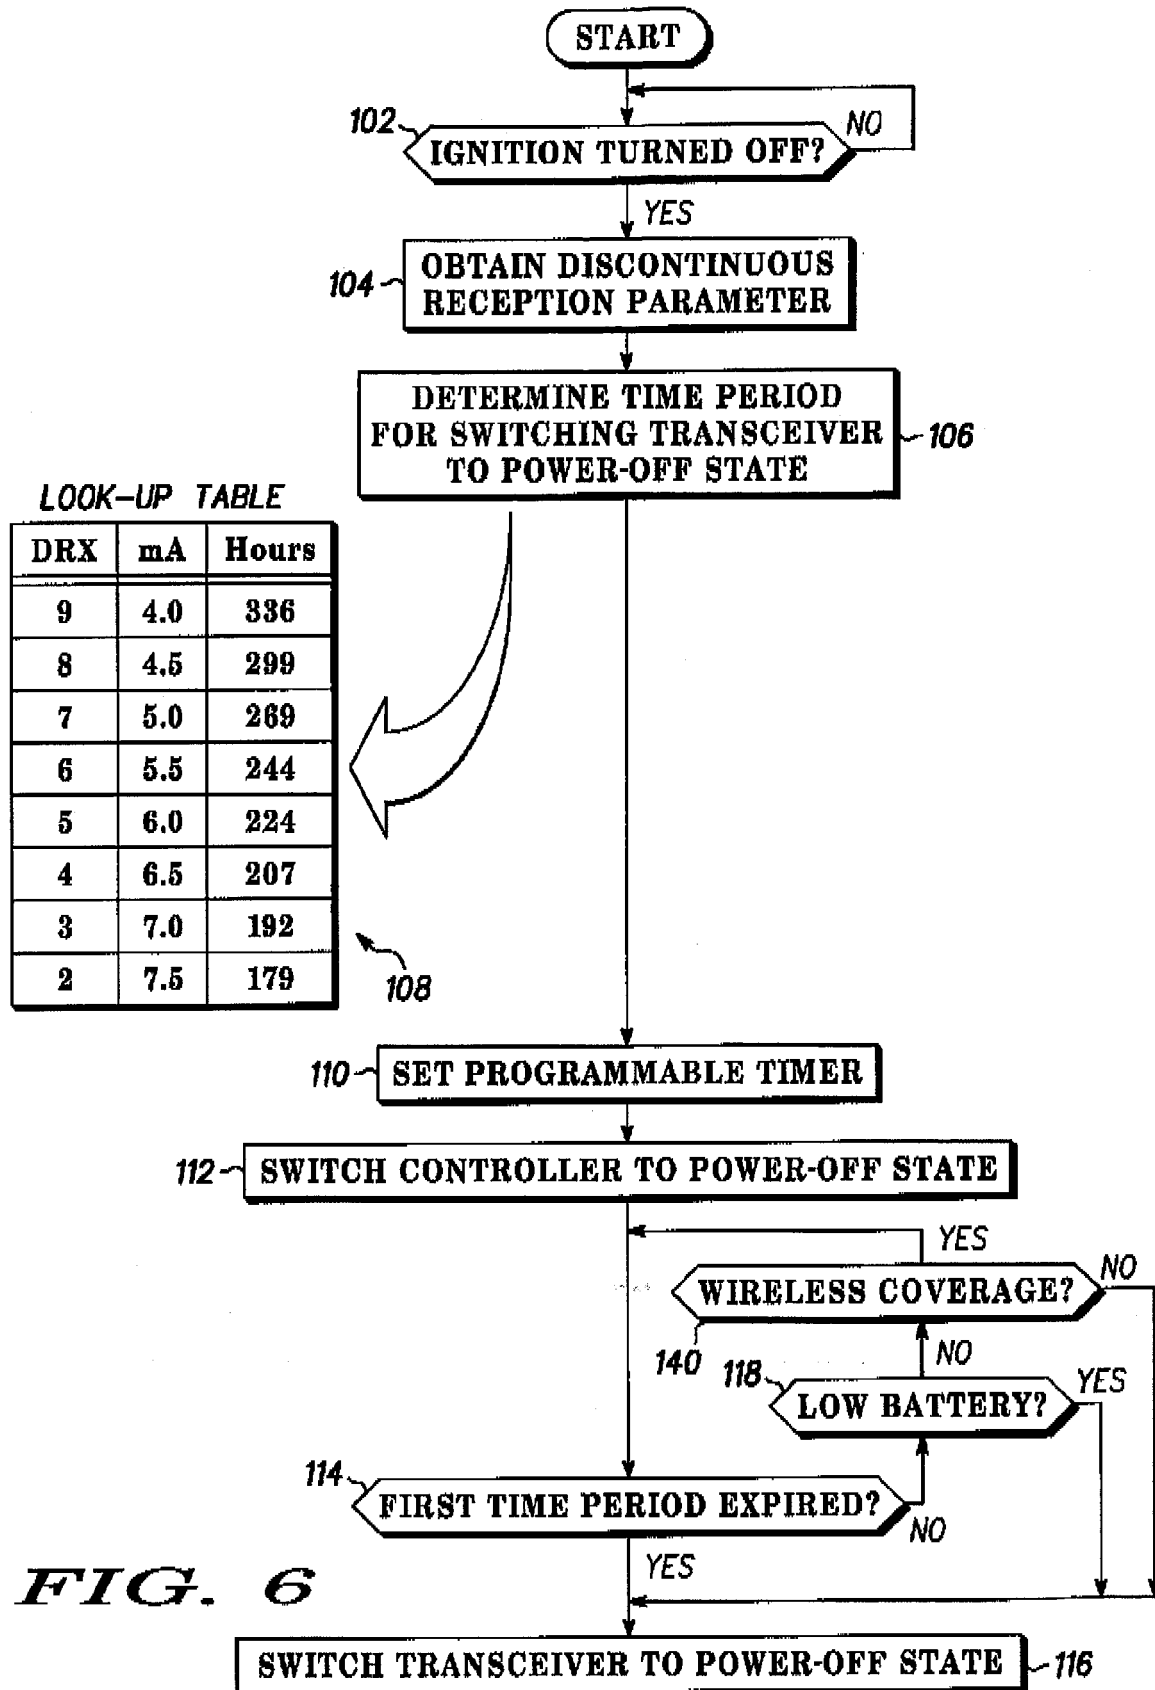 START
102
IGNITION TURNED OFF?
NO
YES
104
OBTAIN DISCONTINUOUS
RECEPTION PARAMETER
DETERMINE TIME PERIOD
FOR SWITCHING TRANSCEIVER
TO POWER-OFF STATE
106
LOOK-UP TABLE
DRX mA Hours
9 4.0 336
8 4.5 299
7 5.0 269
6 5.5 244
5 6.0 224
4 6.5 207
3 7.0 192
2 7.5 179
108
110
SET PROGRAMMABLE TIMER
112
SWITCH CONTROLLER TO POWER-OFF STATE
YES
WIRELESS COVERAGE?
NO
140
NO
118
LOW BATTERY?
YES
114
FIRST TIME PERIOD EXPIRED?
NO
YES
FIG. 6
SWITCH TRANSCEIVER TO POWER-OFF STATE
116